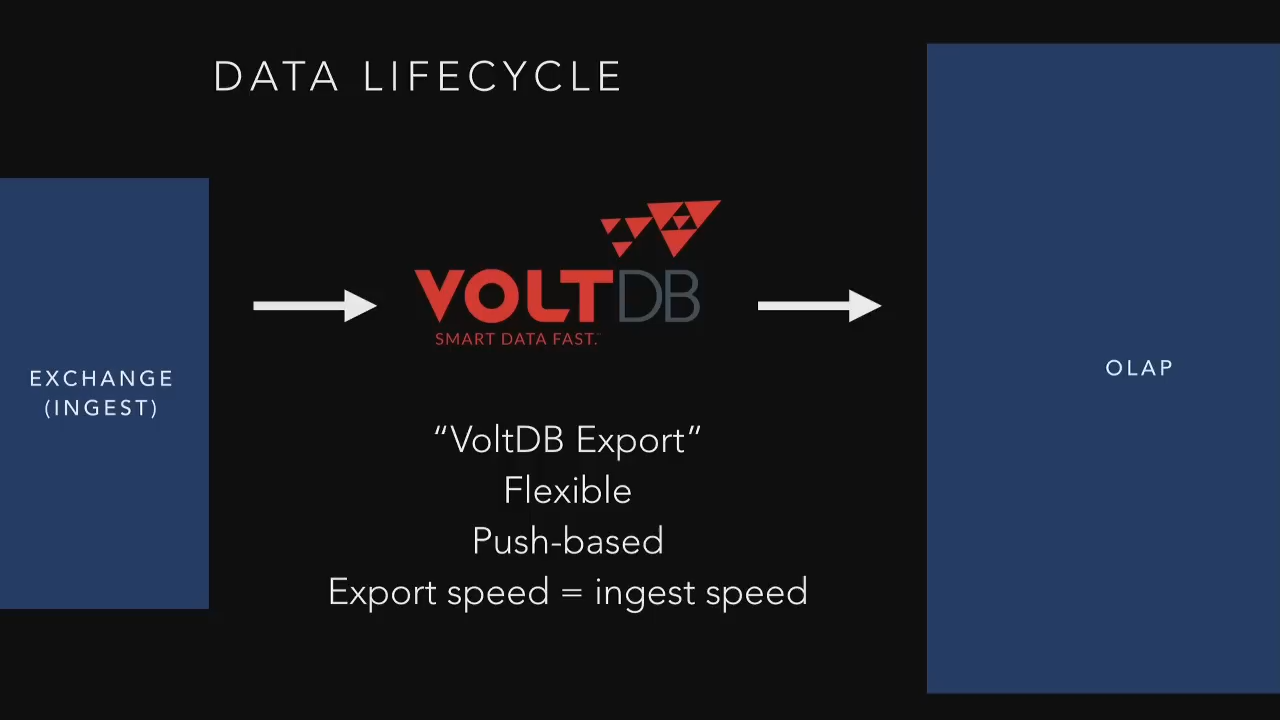 DATA LIFECYCLE
VOLTDB
SMART DATA FAST.
EXCHANGE
(INGEST)
OLAP
“VoltDB Export”
Flexible
Push-based
Export speed = ingest speed